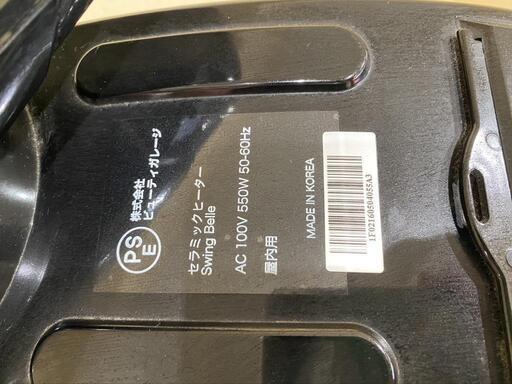 セラミックヒーター
Swing Belle
AC 100V 550W 50-60Hz
屋内用
MADE IN KOREA
1F02160504055A3
PS
E
株式会社
ビューティガレージ